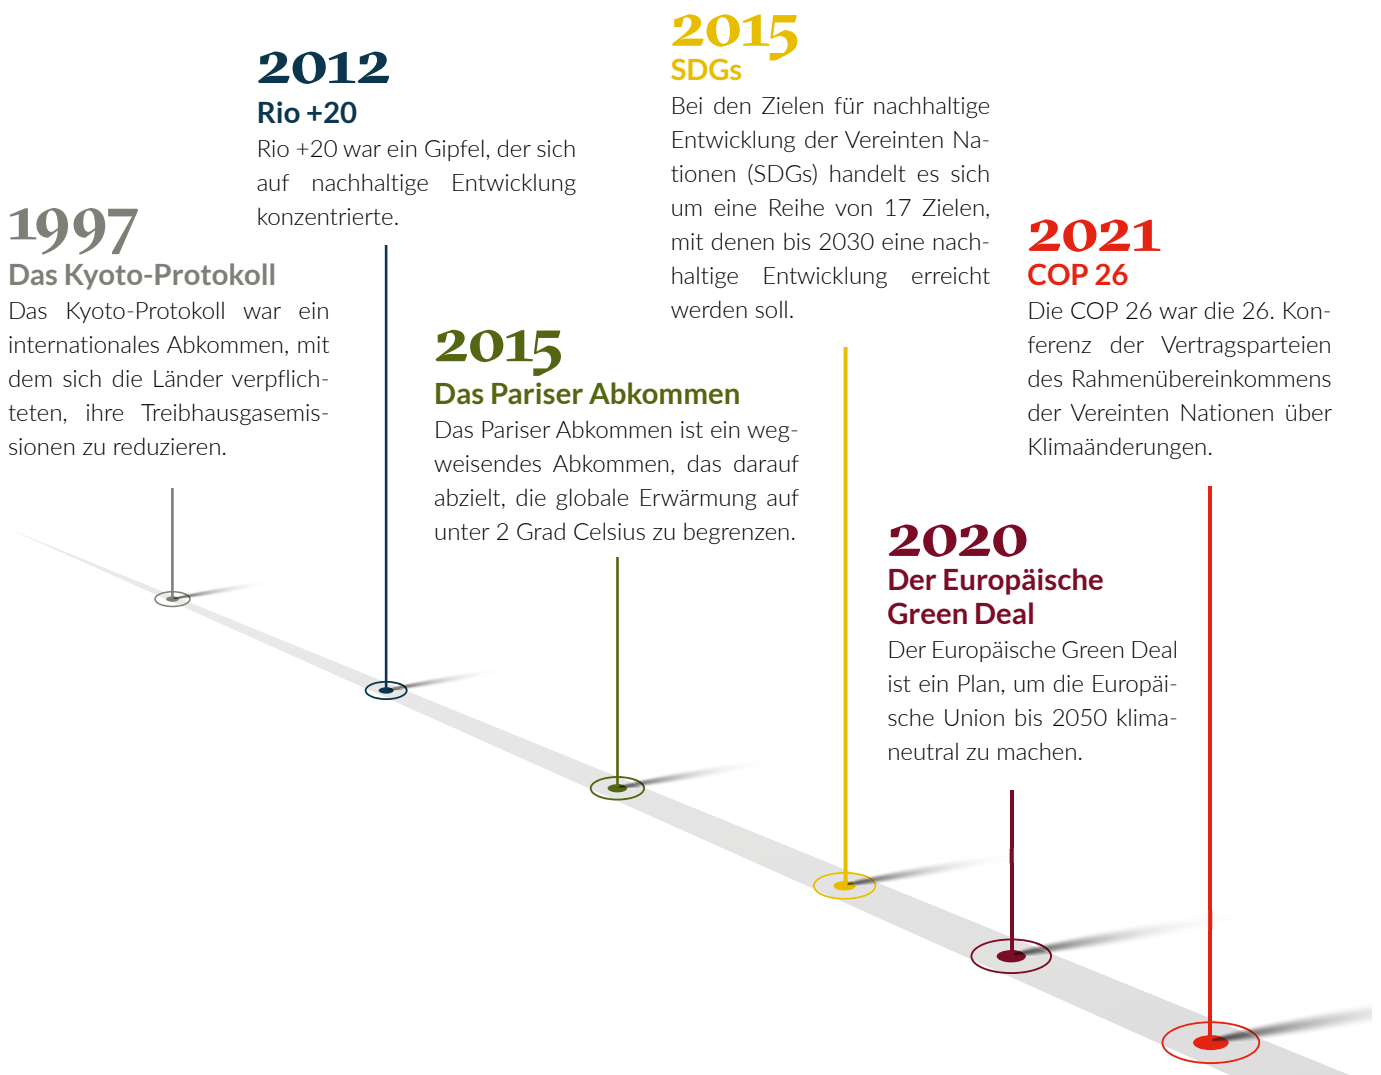 1997
Das Kyoto-Protokoll
Das Kyoto-Protokoll war ein
internationales Abkommen, mit
dem sich die Länder verpflich-
teten, ihre Treibhausgasemis-
sionen zu reduzieren.
2012
Rio +20
Rio +20 war ein Gipfel, der sich
auf nachhaltige Entwicklung
konzentrierte.
2015
Das Pariser Abkommen
Das Pariser Abkommen ist ein weg-
weisendes Abkommen, das darauf
abzielt, die globale Erwärmung auf
unter 2 Grad Celsius zu begrenzen.
2015
SDGs
Bei den Zielen für nachhaltige
Entwicklung der Vereinten Na-
tionen (SDGs) handelt es sich
um eine Reihe von 17 Zielen,
mit denen bis 2030 eine nach-
haltige Entwicklung erreicht
werden soll.
2020
Der Europäische
Green Deal
Der Europäische Green Deal
ist ein Plan, um die Europäi-
sche Union bis 2050 klima-
neutral zu machen.
2021
COP 26
Die COP 26 war die 26. Kon-
ferenz der Vertragsparteien
des Rahmenübereinkommens
der Vereinten Nationen über
Klimaänderungen.